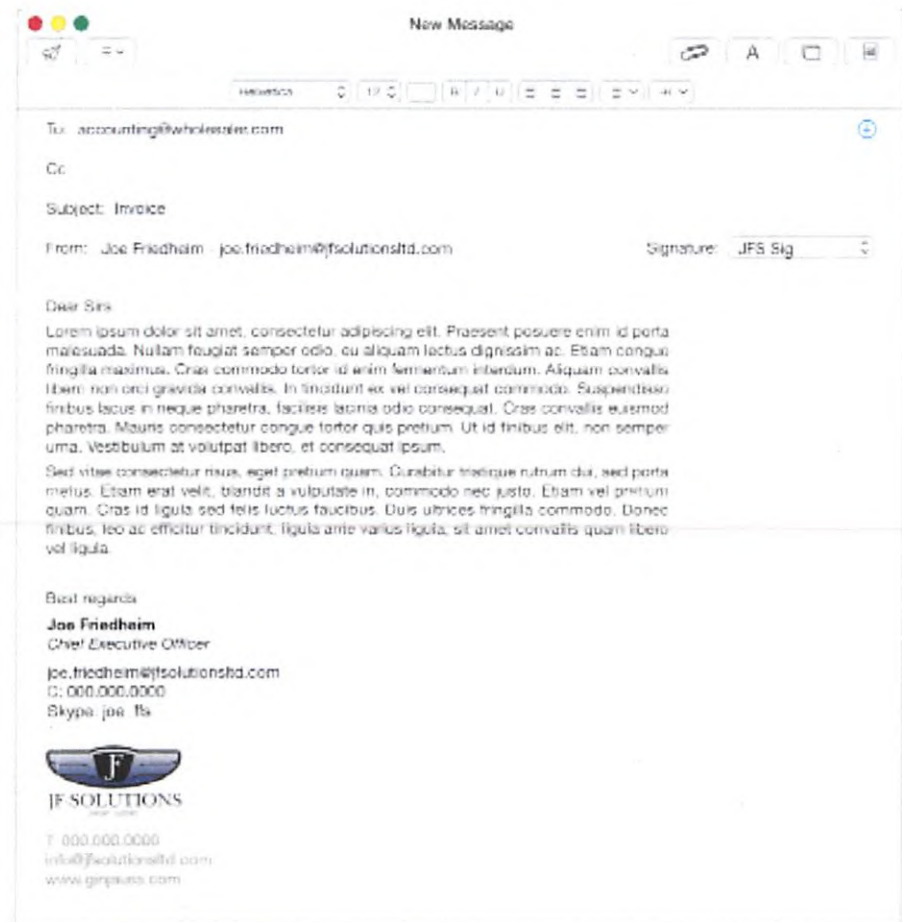 New Message
Helvetica 12 B I U
A
To: accounting@wholesaler.com
Cc
Subject: Invoice
From: Joe Friedheim - joe.friedheim@jfsolutionsltd.com Signature: JFS Sig
Dear Sirs
Lorem ipsum dolor sit amet, consectetur adipiscing elit. Praesent posuere enim id porta
malesuada. Nullam feugiat semper odio, eu aliquam lectus dignissim ac. Etiam congue
fringilla maximus. Cras commodo tortor id enim fermentum interdum. Aliquam convallis
libero non orci gravida convallis. In tincidunt ex vel consequat commodo. Suspendisse
finibus lacus in neque pharetra, facilisis lacinia odio consequat. Cras convallis euismod
pharetra. Mauris consectetur congue tortor quis pretium. Ut id finibus elit, non semper
urna. Vestibulum at volutpat libero, et consequat ipsum.
Sed vitae consectetur risus, eget pretium quam. Curabitur tristique rutrum dui, sed porta
metus. Etiam erat velit, blandit a vulputate in, commodo nec justo. Etiam vel pretium
quam. Cras id ligula sed felis luctus faucibus. Duis ultrices fringilla commodo. Donec
finibus, leo ac efficitur tincidunt, ligula ante varius ligula, sit amet convallis quam libero
vel ligula.
Best regards
Joe Friedheim
Chief Executive Officer
joe.friedheim@jfsolutionsltd.com
C: 000.000.0000
Skype: joe
JF
JF SOLUTIONS
T 000.000.0000
info@jfsolutionsltd.com